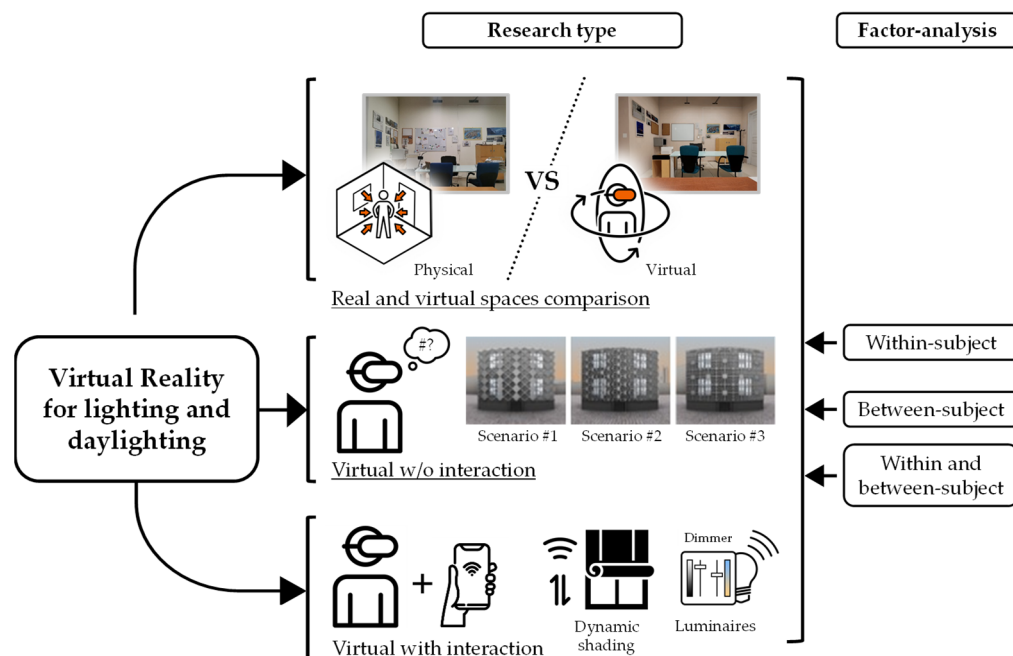 Research type
Factor-analysis
VS
Physical
Virtual
Real and virtual spaces comparison
Virtual Reality
for lighting and
daylighting
#?
Scenario #1
Scenario #2
Scenario #3
Virtual w/o interaction
Within-subject
Between-subject
Within and
between-subject
Dimmer
Dynamic
shading
Luminaires
Virtual with interaction